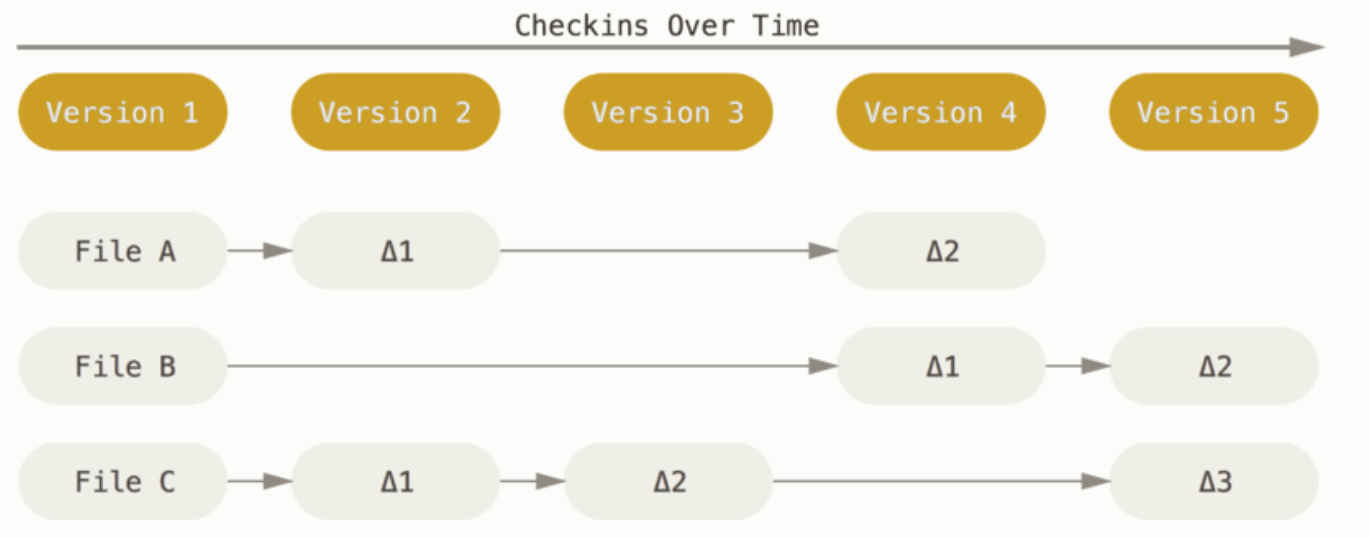 Checkins Over Time
Version 1 Version 2 Version 3 Version 4 Version 5
File A Δ1 Δ2
File B Δ1 Δ2
File C Δ1 Δ2 Δ3